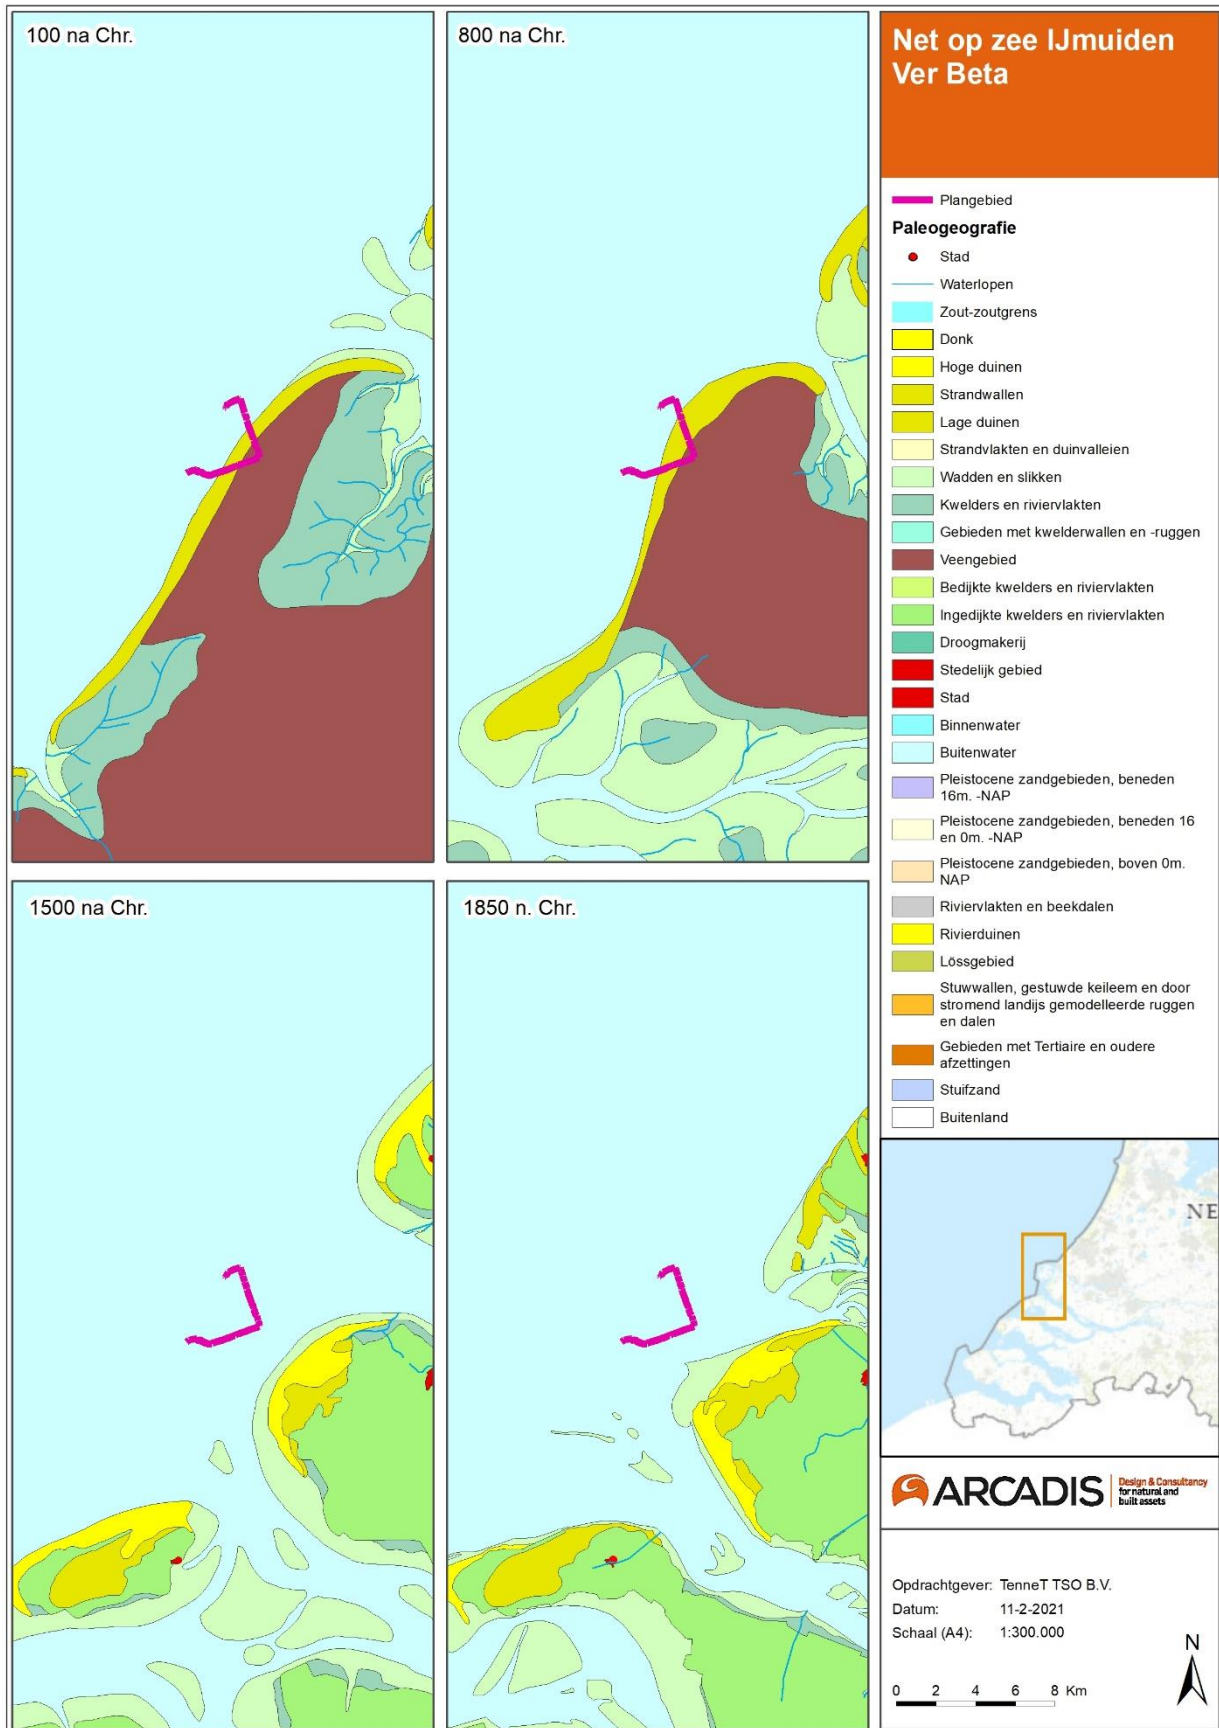 100 na Chr.
800 na Chr.
1500 na Chr.
1850 n. Chr.
Net op zee IJmuiden
Ver Beta
Plangebied
Paleogeografie
Stad
Waterlopen
Zout-zoutgrens
Donk
Hoge duinen
Strandwallen
Lage duinen
Strandvlakten en duinvalleien
Wadden en slikken
Kwelders en riviervlakten
Gebieden met kwelderwallen en -ruggen
Veengebied
Bedijkte kwelders en riviervlakten
Ingedijkte kwelders en riviervlakten
Droogmakerij
Stedelijk gebied
Stad
Binnenwater
Buitenwater
Pleistocene zandgebieden, beneden
16m. -NAP
Pleistocene zandgebieden, beneden 16
en 0m. -NAP
Pleistocene zandgebieden, boven 0m.
NAP
Riviervlakten en beekdalen
Rivierduinen
Lössgebied
Stuwwallen, gestuwde keileem en door
stromend landijs gemodelleerde ruggen
en dalen
Gebieden met Tertiaire en oudere
afzettingen
Stuifzand
Buitenland
NE
ARCADIS
Design & Consultancy
for natural and
built assets
Opdrachtgever: TenneT TSO B.V.
Datum: 11-2-2021
Schaal (A4): 1:300.000
N
0 2 4 6 8 Km